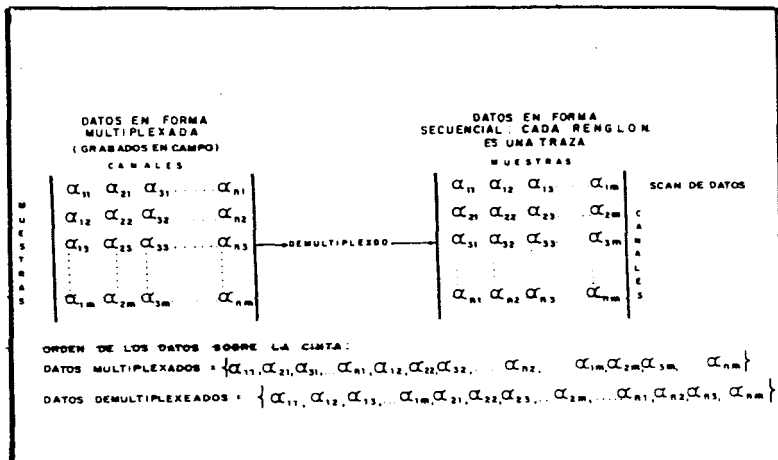 DATOS EN FORMA
MULTIPLEXADA
(GRABADOS EN CAMPO)
CANALES
MUESTRAS
α₁₁ α₂₁ α₃₁ ..... αₙ₁
α₁₂ α₂₂ α₃₂ ..... αₙ₂
α₁₃ α₂₃ α₃₃ ..... αₙ₃
α₁ₘ α₂ₘ α₃ₘ ..... αₙₘ
DEMULTIPLEXDO
DATOS EN FORMA
SECUENCIAL: CADA RENGLON
ES UNA TRAZA
MUESTRAS
α₁₁ α₁₂ α₁₃ .. α₁ₘ
α₂₁ α₂₂ α₂₃ .. α₂ₘ
α₃₁ α₃₂ α₃₃ .. α₃ₘ
αₙ₁ αₙ₂ αₙ₃ .. αₙₘ
SCAN DE DATOS
CANALES
ORDEN DE LOS DATOS SOBRE LA CINTA:
DATOS MULTIPLEXADOS = {α₁₁, α₂₁, α₃₁, ... αₙ₁, α₁₂, α₂₂, α₃₂, ... αₙ₂, α₁ₘ, α₂ₘ, α₃ₘ, αₙₘ}
DATOS DEMULTIPLEXEADOS = {α₁₁, α₁₂, α₁₃, ... α₁ₘ, α₂₁, α₂₂, α₂₃, ... α₂ₘ, .... αₙ₁, αₙ₂, αₙ₃, αₙₘ}